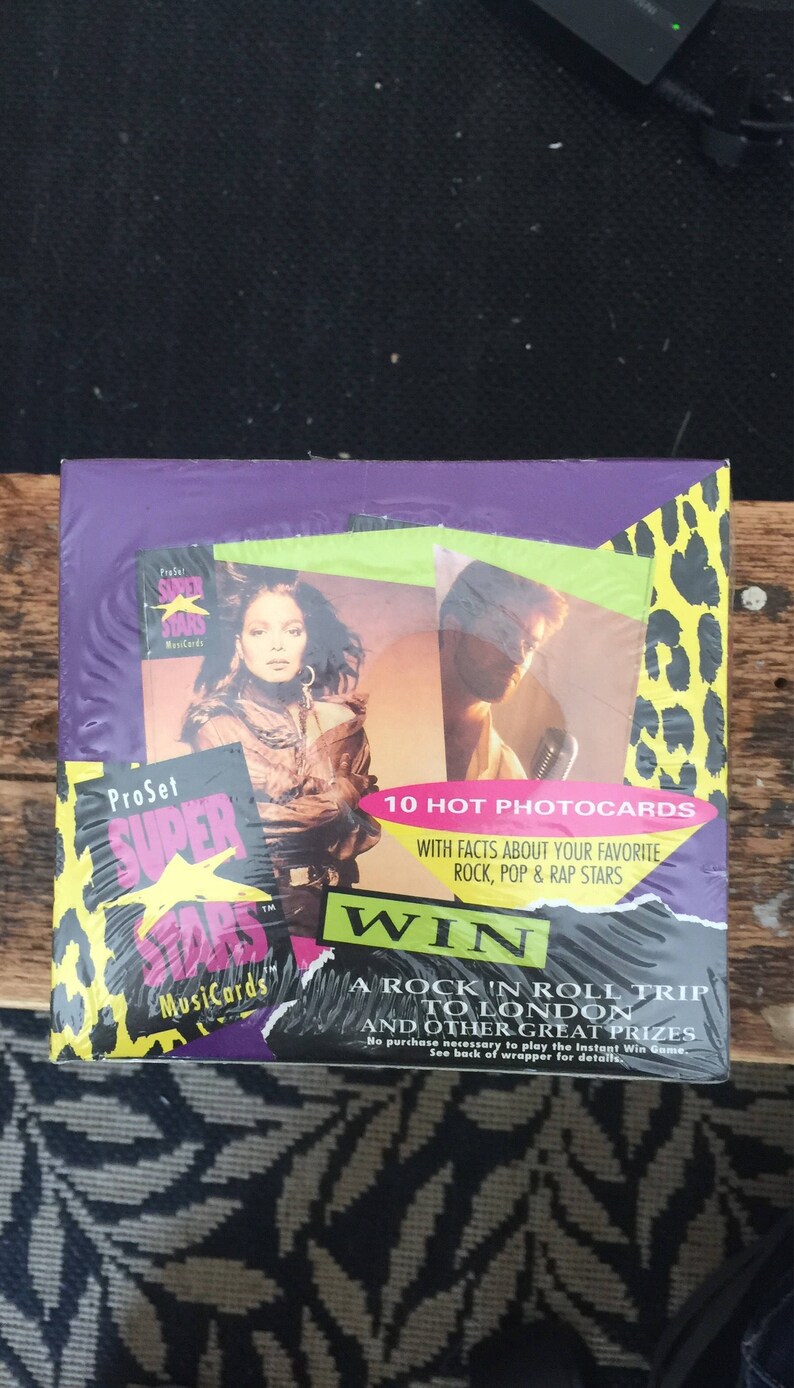 ProSet
SUPER
STARS
MusiCards
ProSet
SUPER
STARS™
MusiCards™
10 HOT PHOTOCARDS
WITH FACTS ABOUT YOUR FAVORITE
ROCK, POP & RAP STARS
WIN
A ROCK 'N ROLL TRIP
TO LONDON
AND OTHER GREAT PRIZES
No purchase necessary to play the Instant Win Game.
See back of wrapper for details.